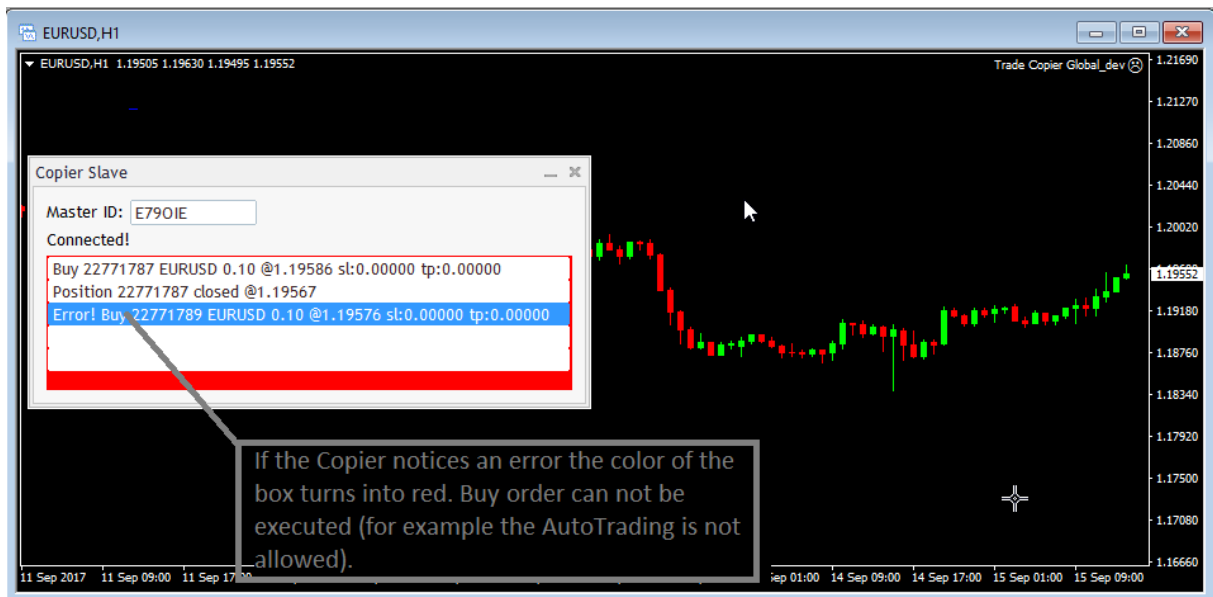 EURUSD,H1
EURUSD,H1 1.19505 1.19630 1.19495 1.19552
Trade Copier Global_dev
1.21690
1.21270
1.20860
1.20440
1.20020
1.19552
1.19180
1.18760
1.18340
1.17920
1.17500
1.17080
1.16660
Copier Slave
Master ID: E79OIE
Connected!
Buy 22771787 EURUSD 0.10 @1.19586 sl:0.00000 tp:0.00000
Position 22771787 closed @1.19567
Error! Buy 22771789 EURUSD 0.10 @1.19576 sl:0.00000 tp:0.00000
If the Copier notices an error the color of the
box turns into red. Buy order can not be
executed (for example the AutoTrading is not
allowed).
11 Sep 2017 11 Sep 09:00 11 Sep 01:00 14 Sep 09:00 14 Sep 17:00 15 Sep 01:00 15 Sep 09:00